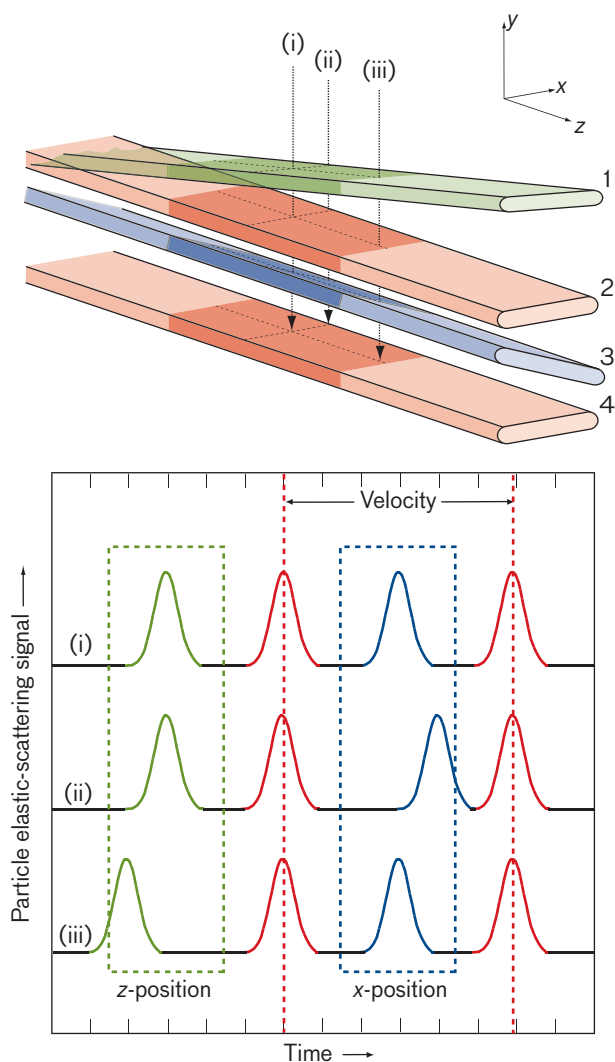 (i)
(ii)
(iii)
y
x
z
1
2
3
4
Velocity
Particle elastic-scattering signal
(i)
(ii)
(iii)
z-position
x-position
Time